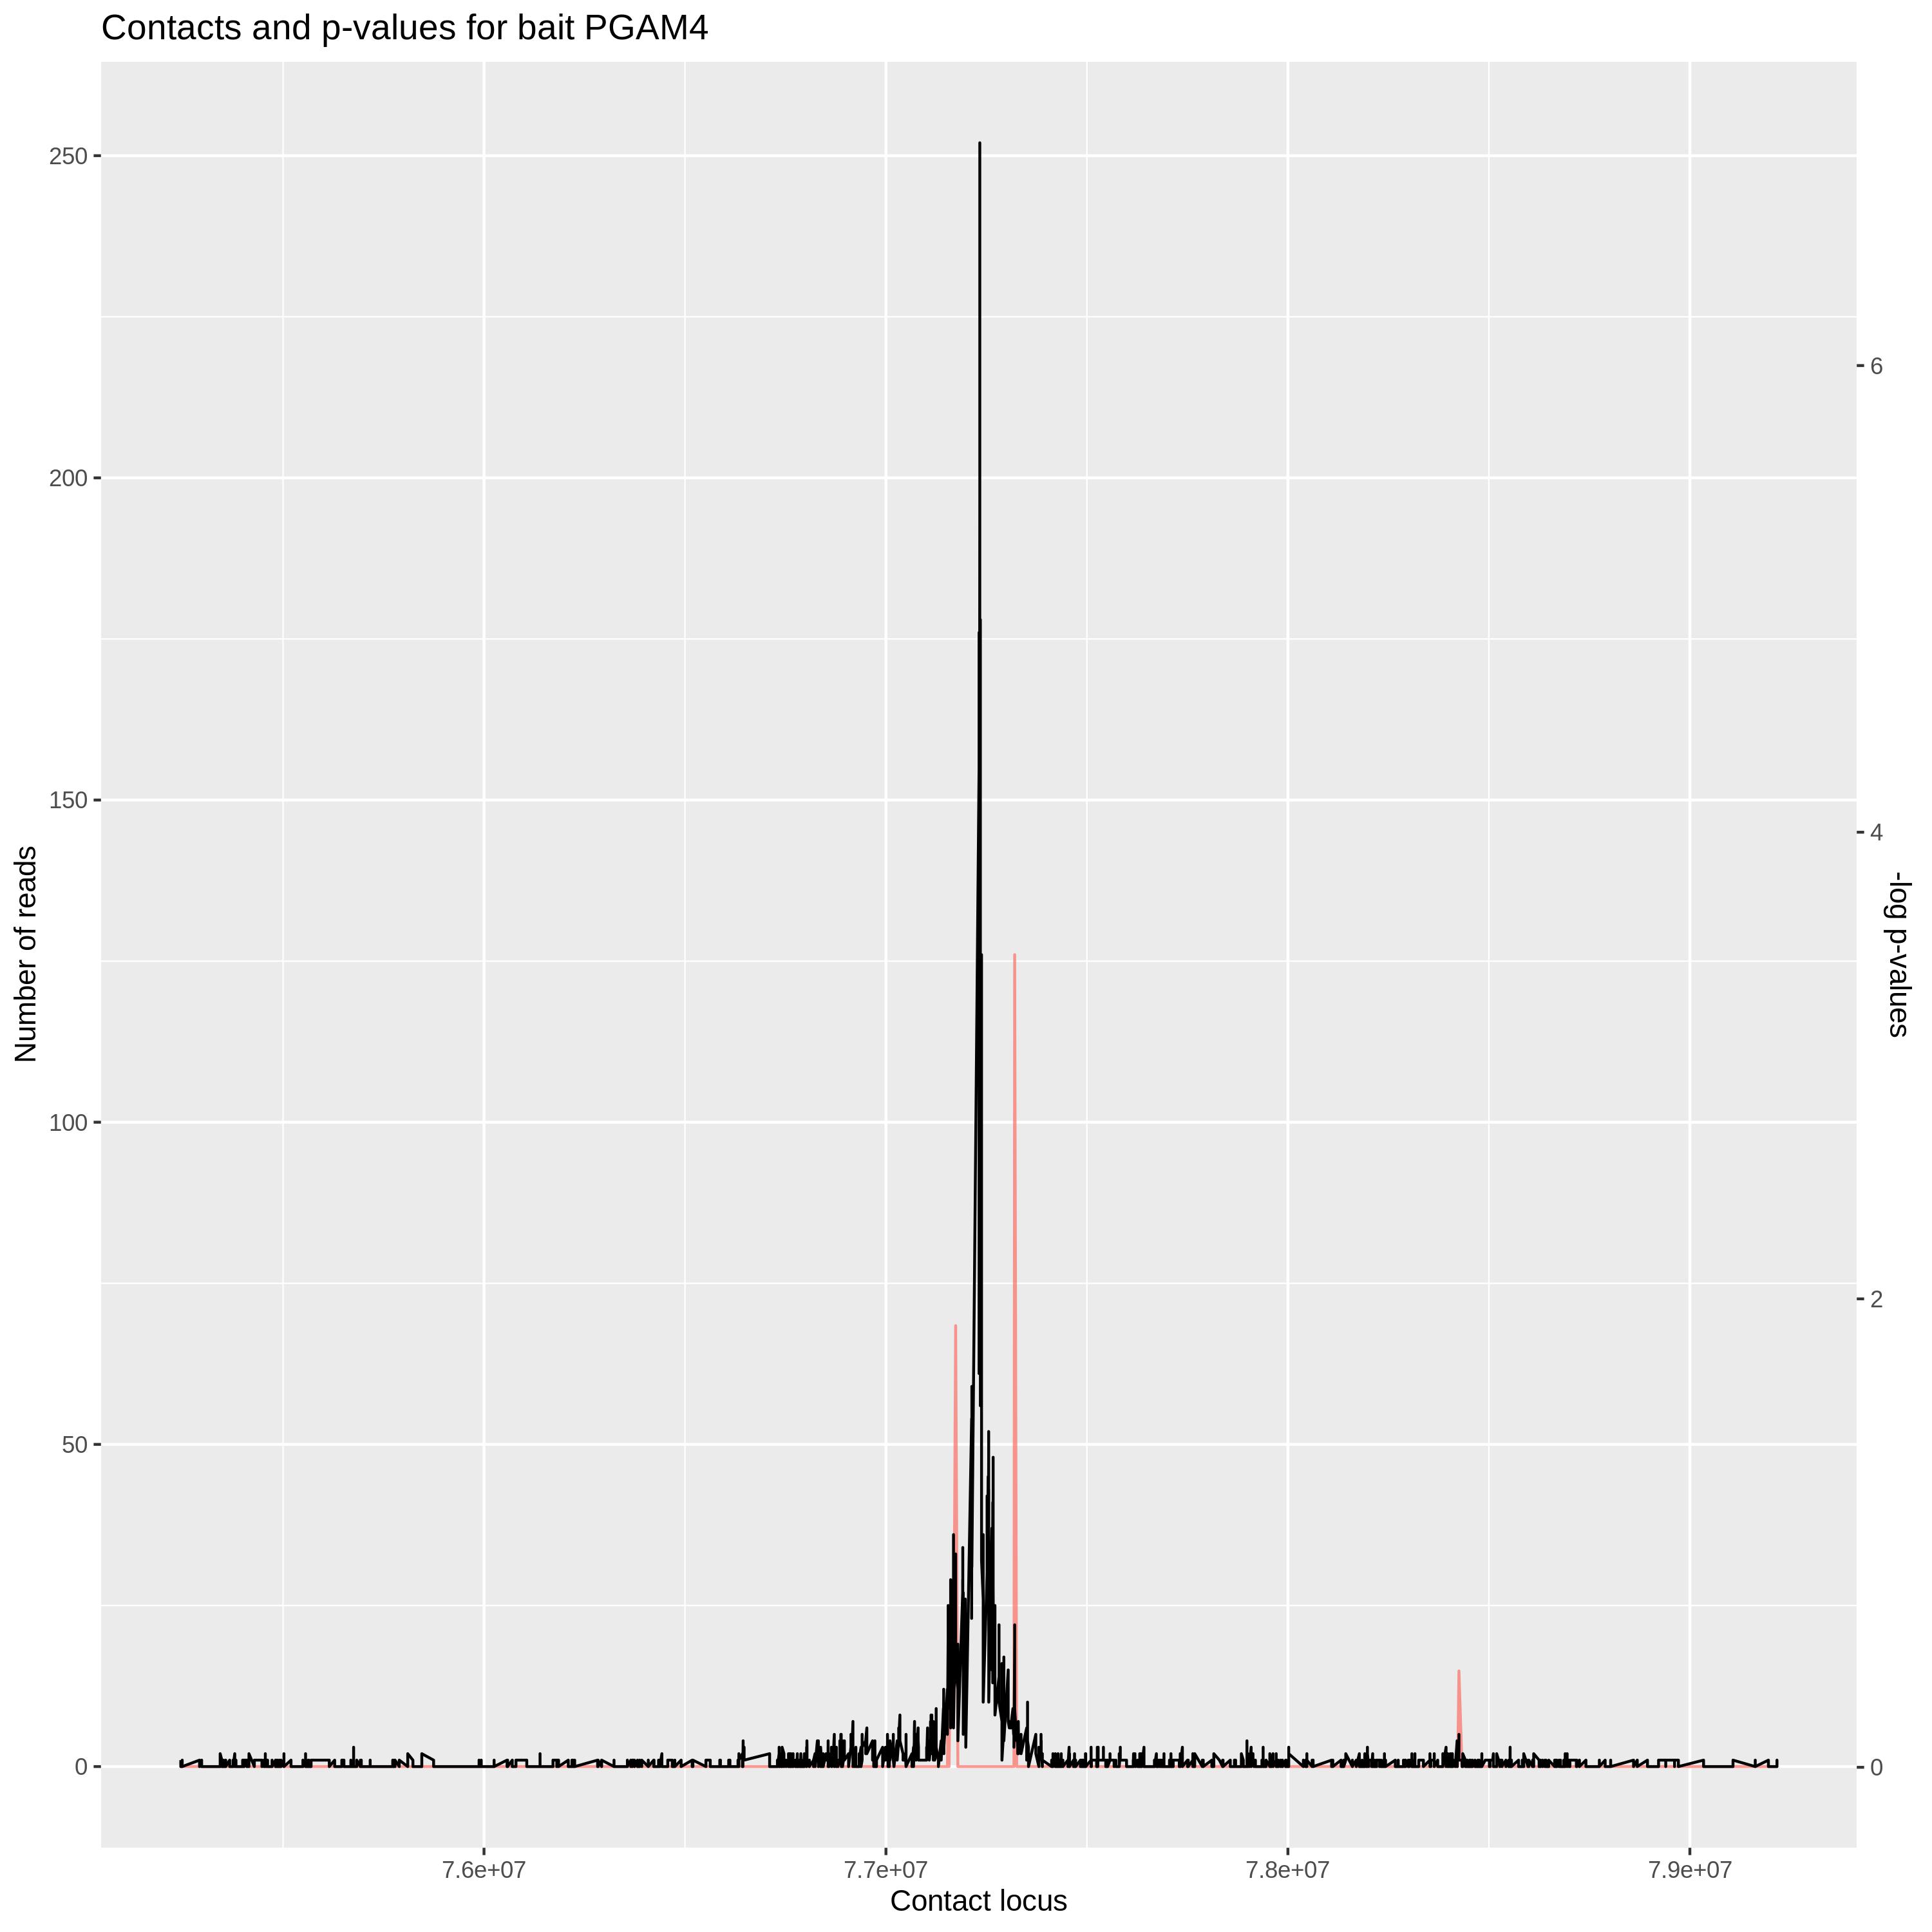 Contacts and p-values for bait PGAM4
250
200
150
100
50
0
Number of reads
6
4
2
0
-log p-values
7.6e+07 7.7e+07 7.8e+07 7.9e+07
Contact locus